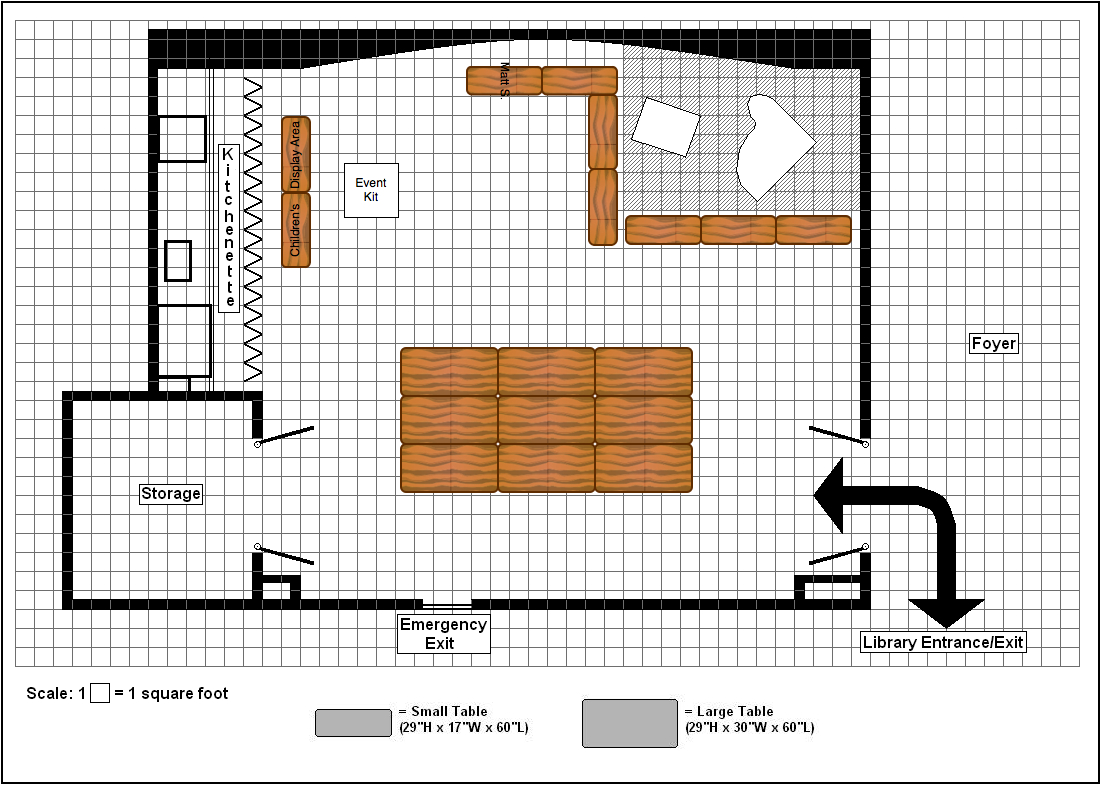 Matt S.
Kitchenette
Children's Display Area
Event
Kit
Foyer
Storage
Emergency
Exit
Library Entrance/Exit
Scale: 1 = 1 square foot
= Small Table
(29"H x 17"W x 60"L)
= Large Table
(29"H x 30"W x 60"L)